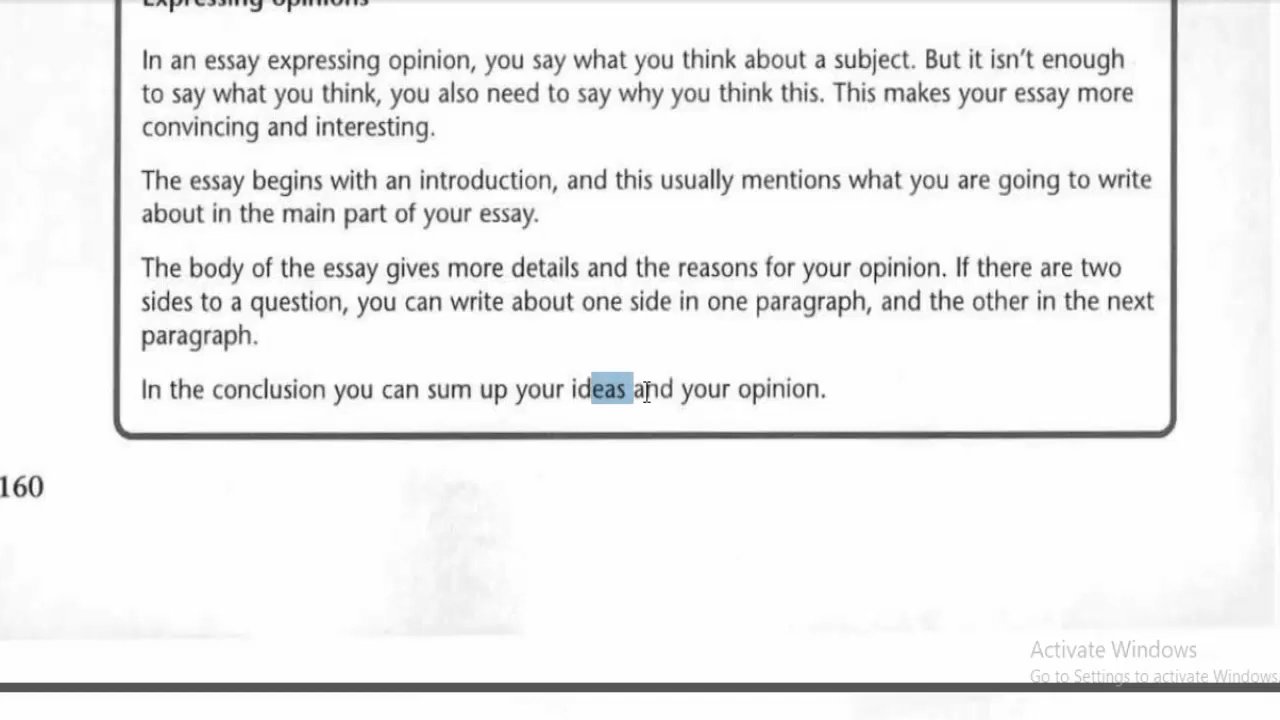 Expressing opinions
In an essay expressing opinion, you say what you think about a subject. But it isn't enough
to say what you think, you also need to say why you think this. This makes your essay more
convincing and interesting.
The essay begins with an introduction, and this usually mentions what you are going to write
about in the main part of your essay.
The body of the essay gives more details and the reasons for your opinion. If there are two
sides to a question, you can write about one side in one paragraph, and the other in the next
paragraph.
In the conclusion you can sum up your ideas and your opinion.
160
Activate Windows
Go to Settings to activate Windows